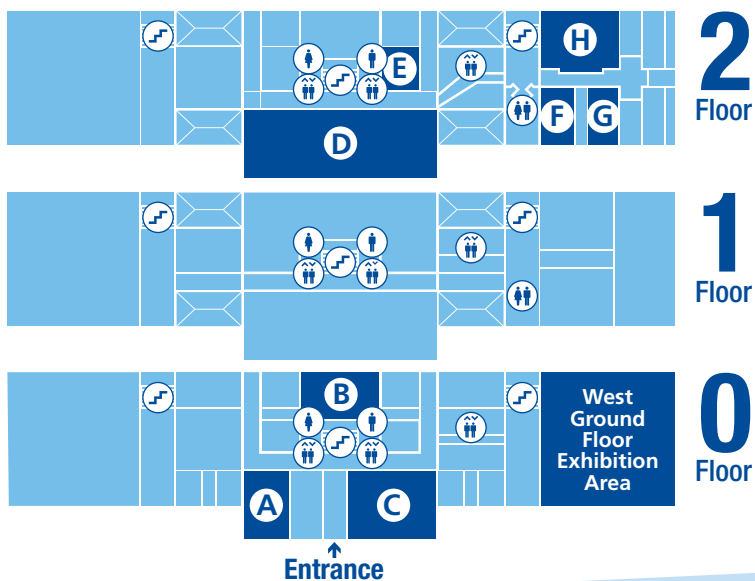 H
E
F
G
D
2
Floor
1
Floor
B
West
Ground
Floor
Exhibition
Area
A
C
0
Floor
Entrance